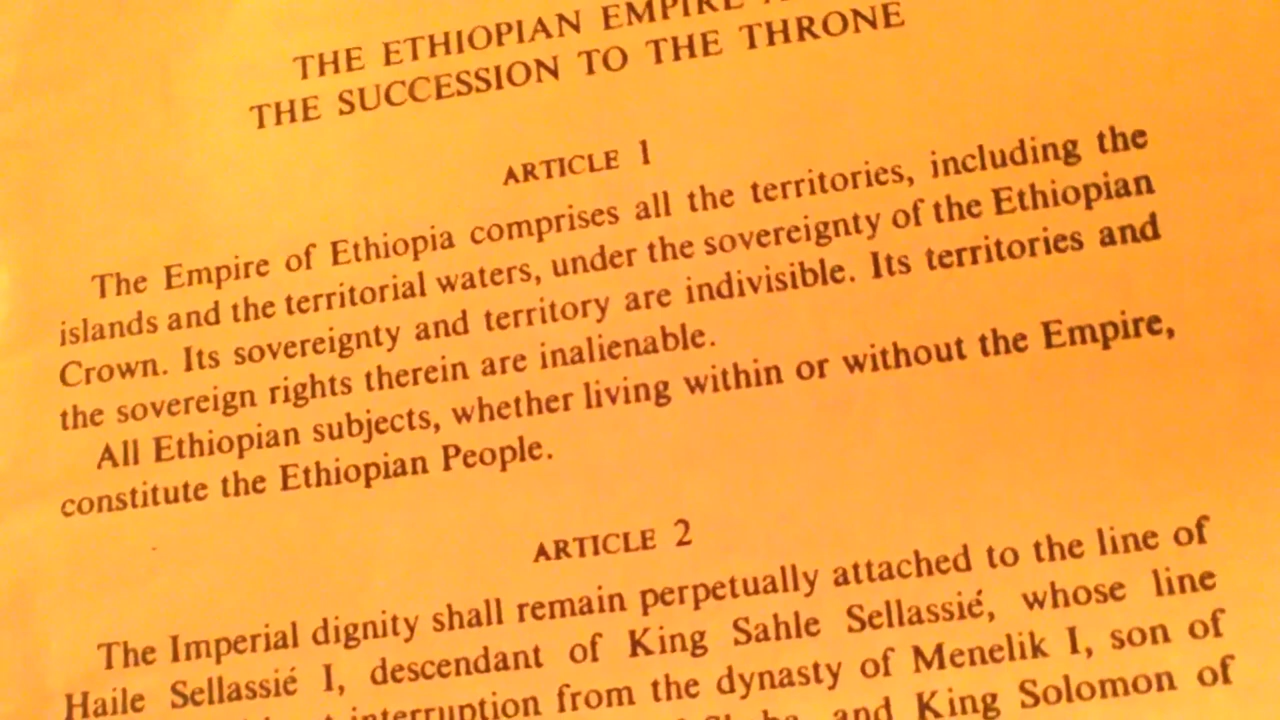 THE ETHIOPIAN EMPIRE
THE SUCCESSION TO THE THRONE
ARTICLE 1
The Empire of Ethiopia comprises all the territories, including the
islands and the territorial waters, under the sovereignty of the Ethiopian
Crown. Its sovereignty and territory are indivisible. Its territories and
the sovereign rights therein are inalienable.
All Ethiopian subjects, whether living within or without the Empire,
constitute the Ethiopian People.
ARTICLE 2
The Imperial dignity shall remain perpetually attached to the line of
Haile Sellassié I, descendant of King Sahle Sellassié, whose line
interruption from the dynasty of Menelik I, son of
and King Solomon of